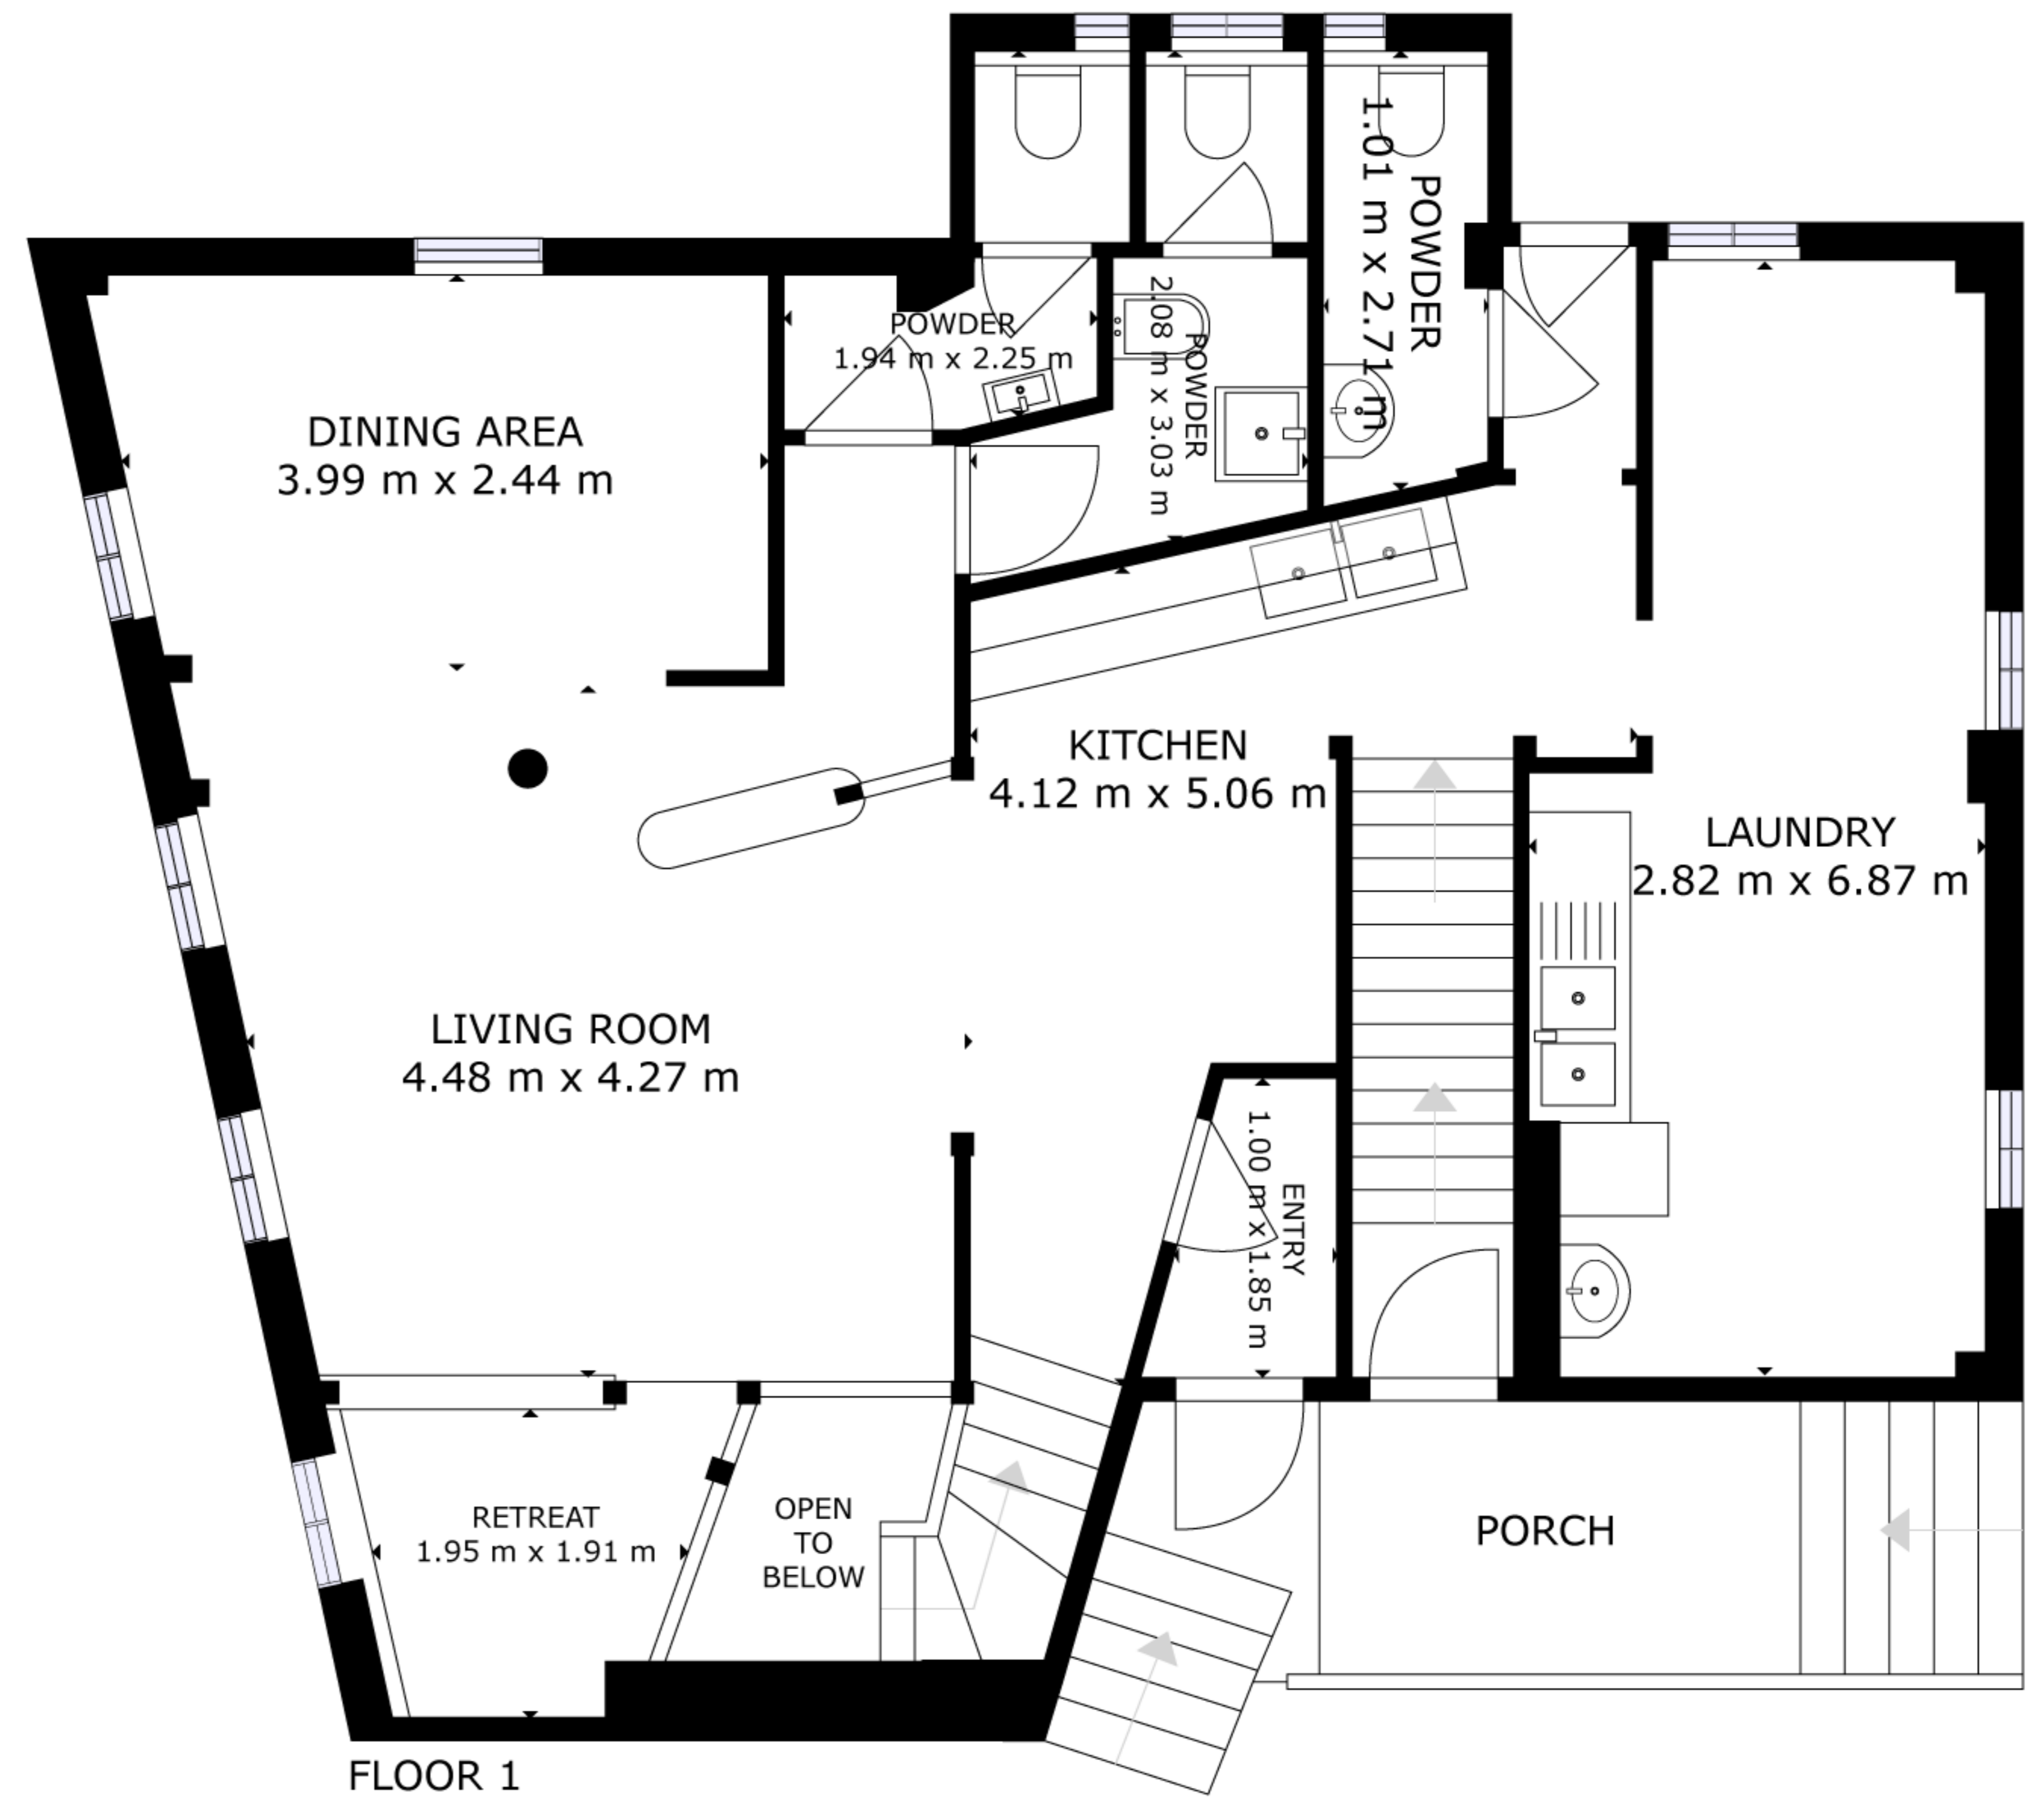 POWDER
1.01 m x 2.71 m
POWDER
1.94 m x 2.25 m
POWDER
2.08 m x 3.03 m
DINING AREA
3.99 m x 2.44 m
KITCHEN
4.12 m x 5.06 m
LAUNDRY
2.82 m x 6.87 m
LIVING ROOM
4.48 m x 4.27 m
ENTRY
1.00 m x 1.85 m
RETREAT
1.95 m x 1.91 m
OPEN
TO
BELOW
PORCH
FLOOR 1